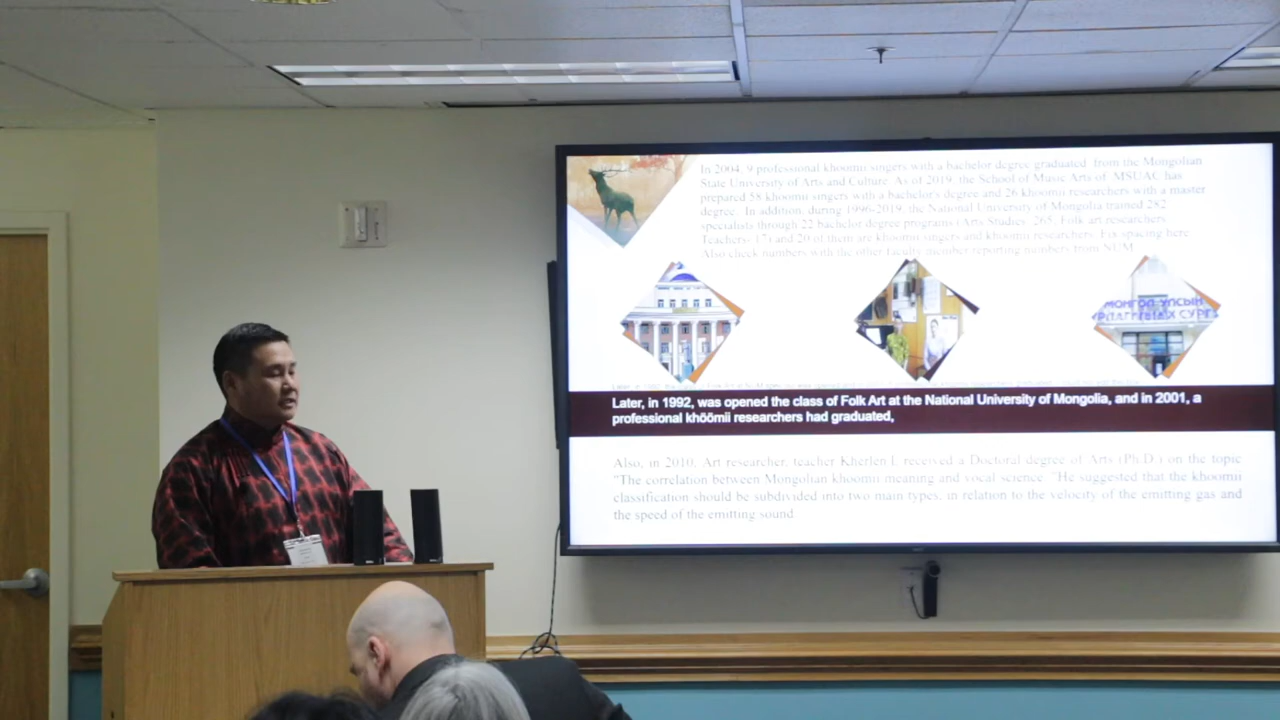 In 2004, 9 professional khoomii singers with a bachelor degree graduated from the Mongolian
State University of Arts and Culture. As of 2019, the School of Music Arts of MSUAC has
prepared 58 khoomii singers with a bachelor's degree and 26 khoomii researchers with a master
degree. In addition, during 1996-2019, the National University of Mongolia trained 282
specialists through 22 bachelor degree programs (Arts Studies- 265, Folk art researchers,
Teachers- 17) and 20 of them are khoomii singers and khoomii researchers. Fix spacing here.
Also check numbers with the other faculty member reporting numbers from NUM
МОНГОЛ УЛСЫН
Later, in 1992, was opened the class of Folk Art at the National University of Mongolia, and in 2001, a
professional khöömii researchers had graduated,
Also, in 2010, Art researcher, teacher Kherlen L received a Doctoral degree of Arts (Ph.D.) on the topic
"The correlation between Mongolian khoomii meaning and vocal science. "He suggested that the khoomii
classification should be subdivided into two main types, in relation to the velocity of the emitting gas and
the speed of the emitting sound.